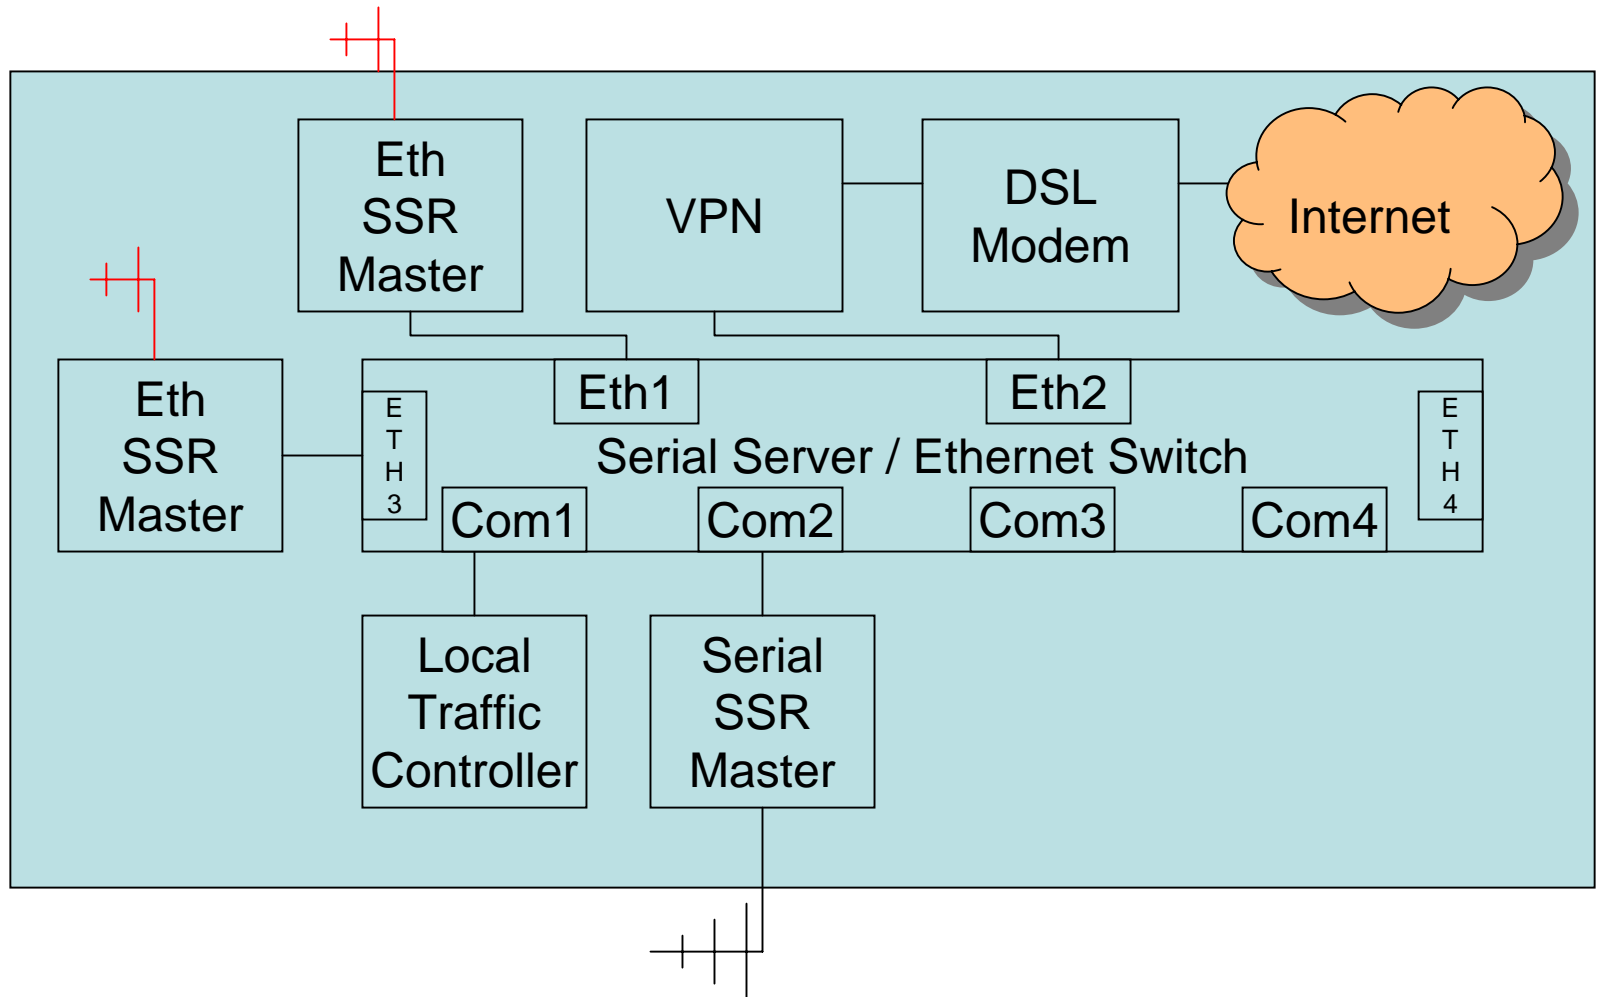 Eth
SSR
Master
VPN
DSL
Modem
Internet
Eth
SSR
Master
E
T
H
3
Eth1
Eth2
E
T
H
4
Serial Server / Ethernet Switch
Com1
Com2
Com3
Com4
Local
Traffic
Controller
Serial
SSR
Master